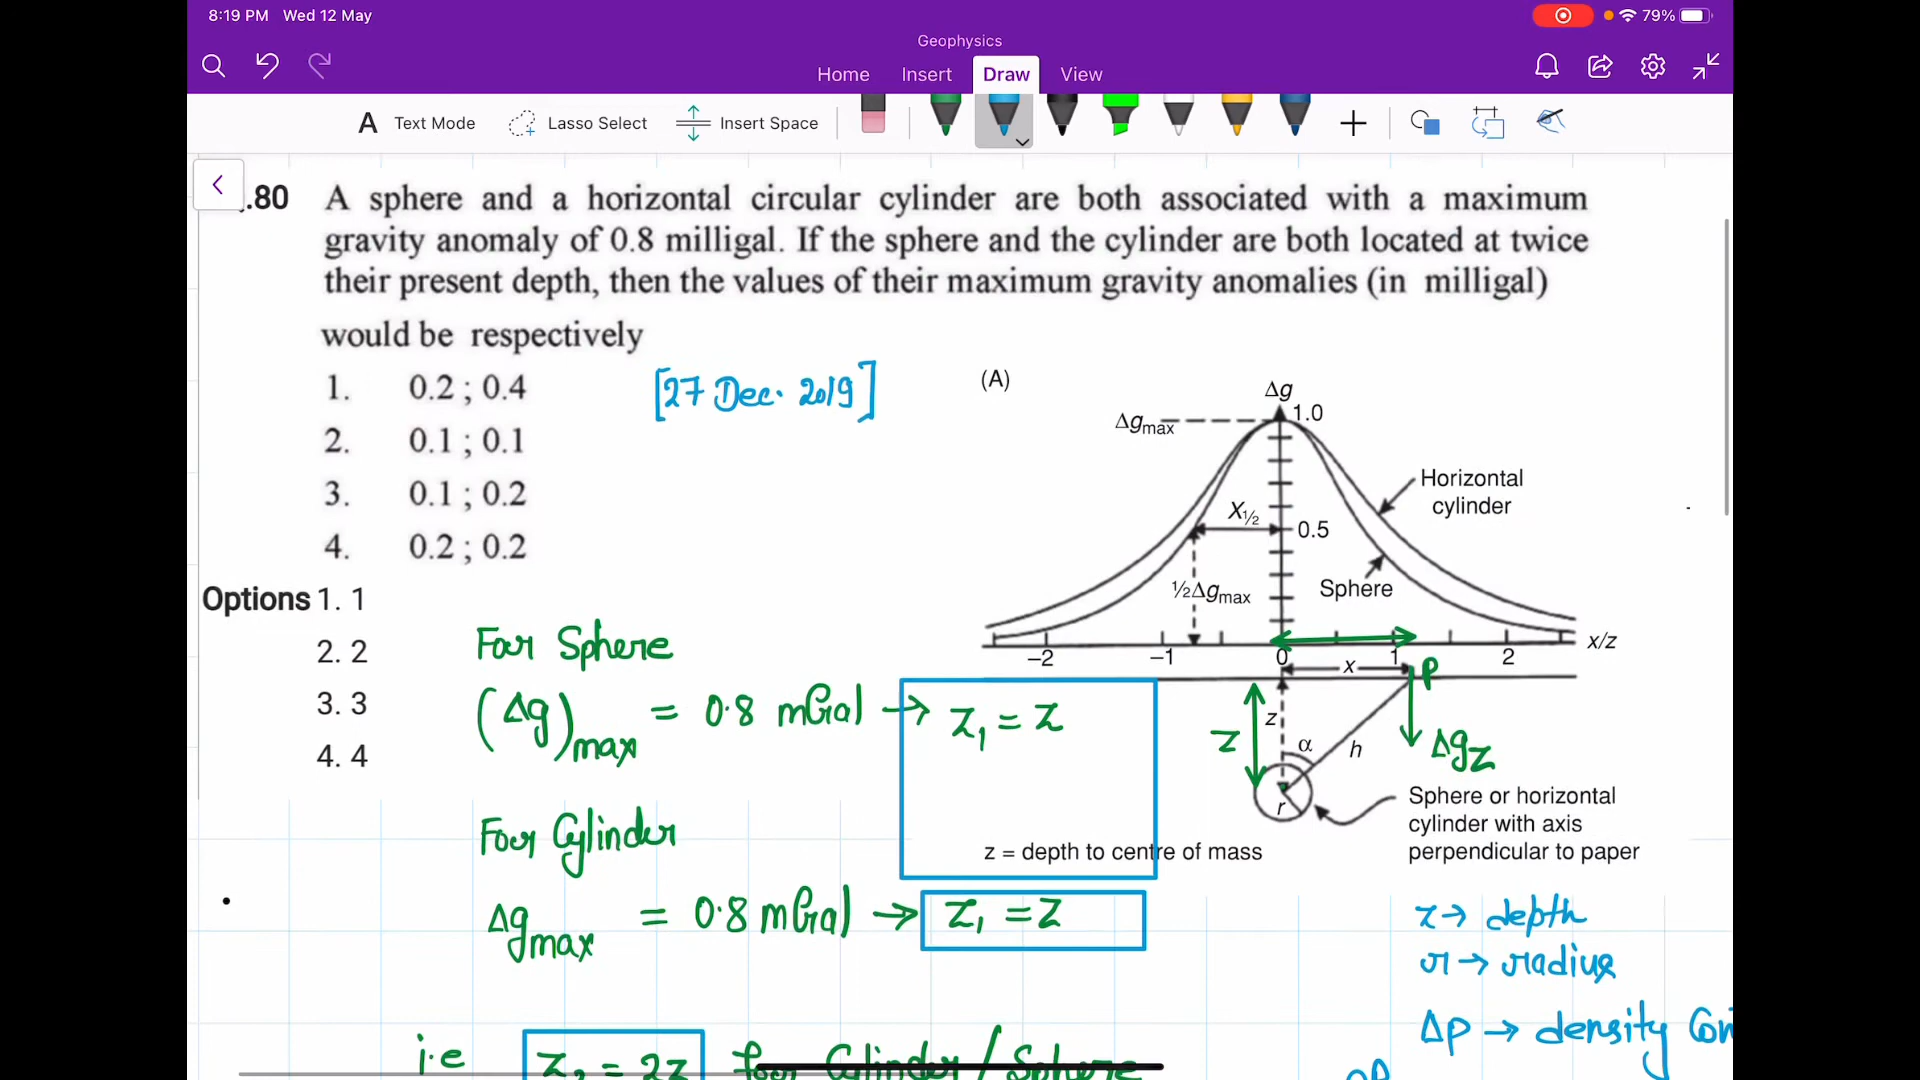 8:19 PM Wed 12 May
79%
Geophysics
Home Insert Draw View
A Text Mode Lasso Select Insert Space
.80 A sphere and a horizontal circular cylinder are both associated with a maximum
gravity anomaly of 0.8 milligal. If the sphere and the cylinder are both located at twice
their present depth, then the values of their maximum gravity anomalies (in milligal)
would be respectively
1. 0.2 ; 0.4
2. 0.1 ; 0.1
3. 0.1 ; 0.2
4. 0.2 ; 0.2
[27 Dec. 2019]
Options 1. 1
2. 2
3. 3
4. 4
(A)
Δg
Δgmax 1.0
Horizontal
cylinder
X½
0.5
½Δgmax
Sphere
−2 −1 0 1 2 x/z
x P
z z α h Δgz
r
Sphere or horizontal
cylinder with axis
perpendicular to paper
z = depth to centre of mass
For Sphere
(Δg)max = 0.8 mGal → z₁ = z
For Cylinder
Δgmax = 0.8 mGal → z₁ = z
z → depth
r → radius
Δρ → density Con
i.e z₂ = 2z for Cylinder / Sphere